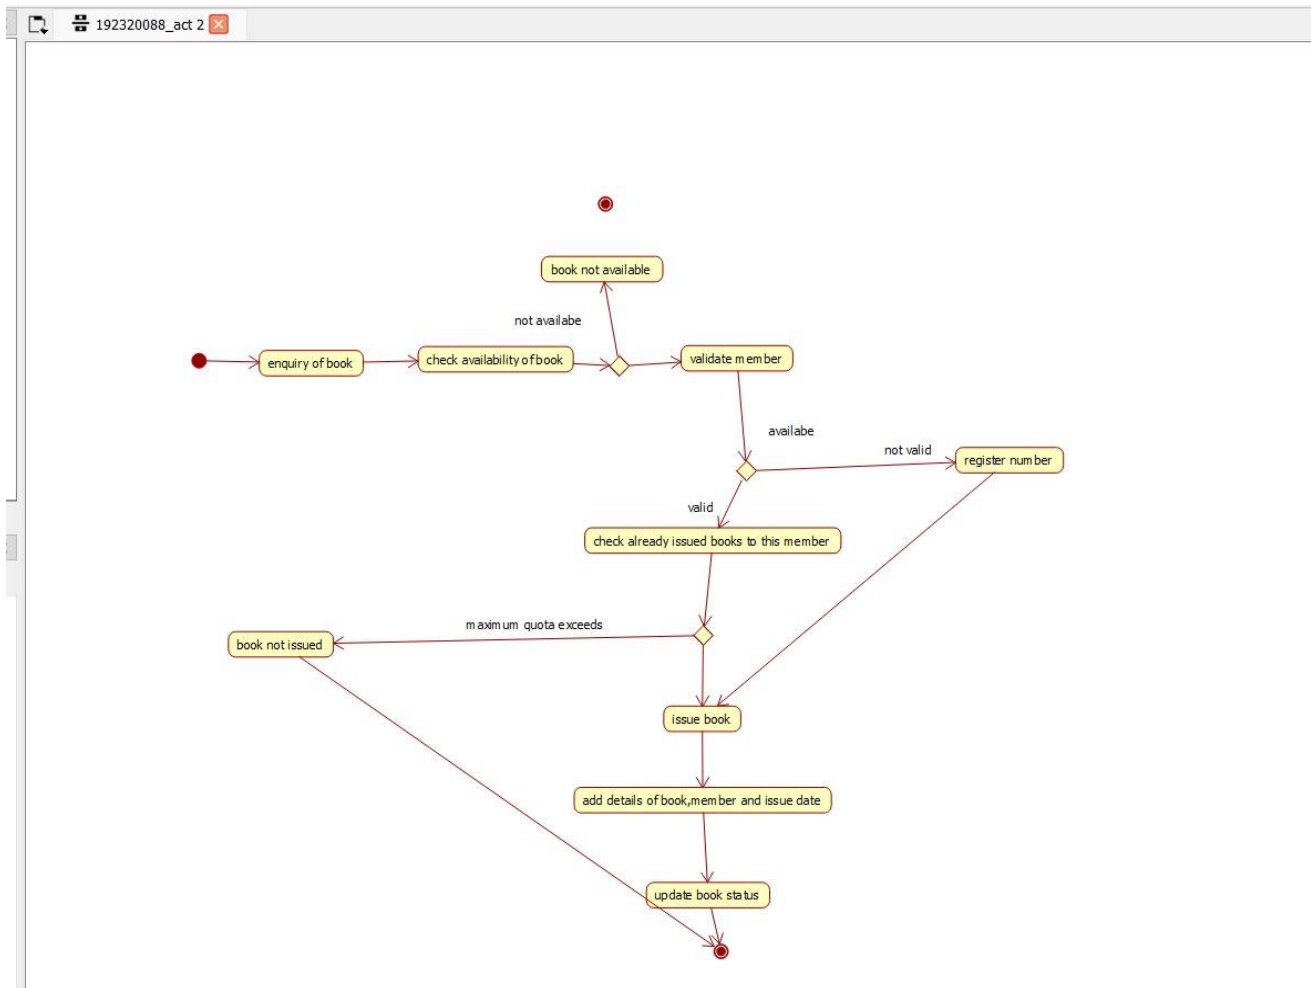 192320088_act 2
book not available
not availabe
enquiry of book
check availability of book
validate member
availabe
not valid
register number
valid
check already issued books to this member
maximum quota exceeds
book not issued
issue book
add details of book,member and issue date
update book status